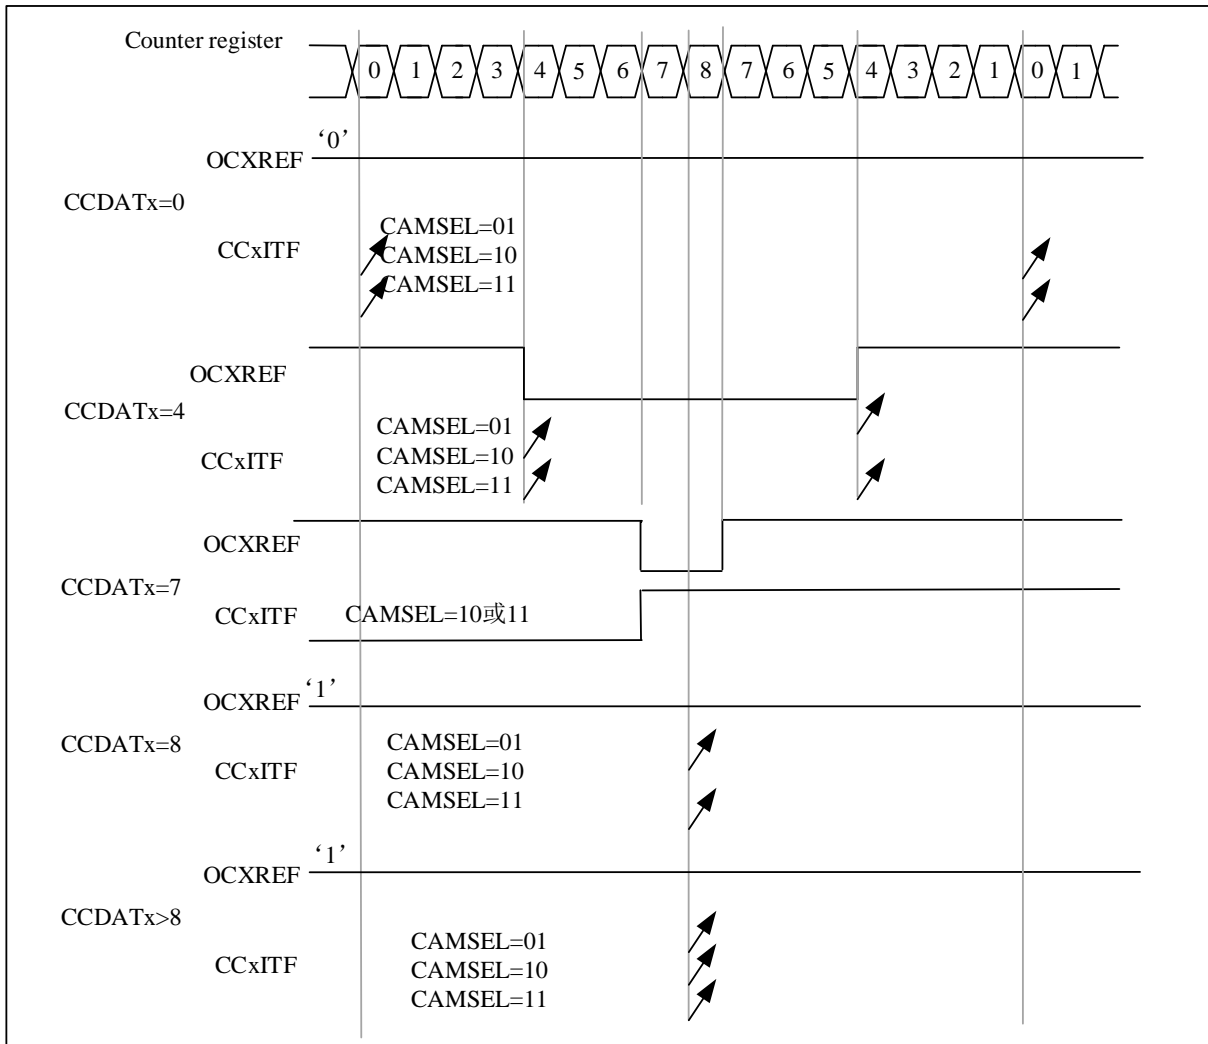 Counter register
0 1 2 3 4 5 6 7 8 7 6 5 4 3 2 1 0 1
‘0’
OCXREF
CCDATx=0
CCxITF
CAMSEL=01
CAMSEL=10
CAMSEL=11
OCXREF
CCDATx=4
CCxITF
CAMSEL=01
CAMSEL=10
CAMSEL=11
OCXREF
CCDATx=7
CCxITF
CAMSEL=10或11
‘1’
OCXREF
CCDATx=8
CCxITF
CAMSEL=01
CAMSEL=10
CAMSEL=11
‘1’
OCXREF
CCDATx>8
CCxITF
CAMSEL=01
CAMSEL=10
CAMSEL=11